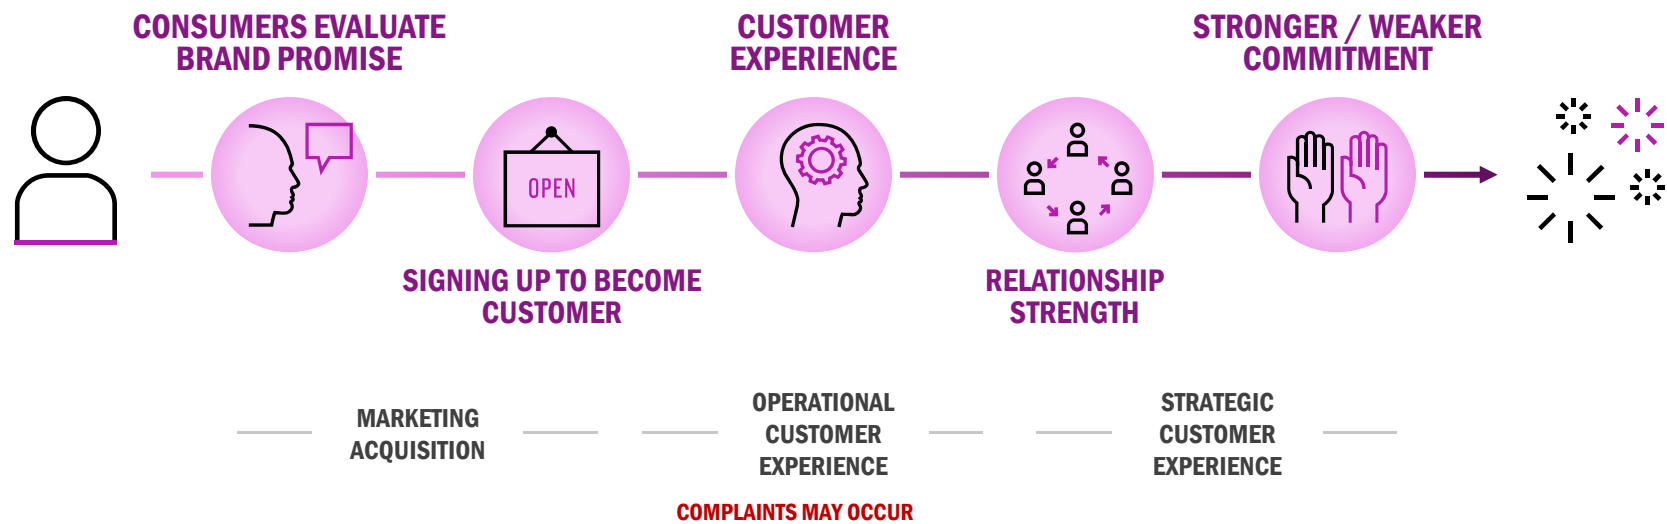 CONSUMERS EVALUATE
BRAND PROMISE
CUSTOMER
EXPERIENCE
STRONGER / WEAKER
COMMITMENT
OPEN
SIGNING UP TO BECOME
CUSTOMER
RELATIONSHIP
STRENGTH
MARKETING
ACQUISITION
OPERATIONAL
CUSTOMER
EXPERIENCE
STRATEGIC
CUSTOMER
EXPERIENCE
COMPLAINTS MAY OCCUR